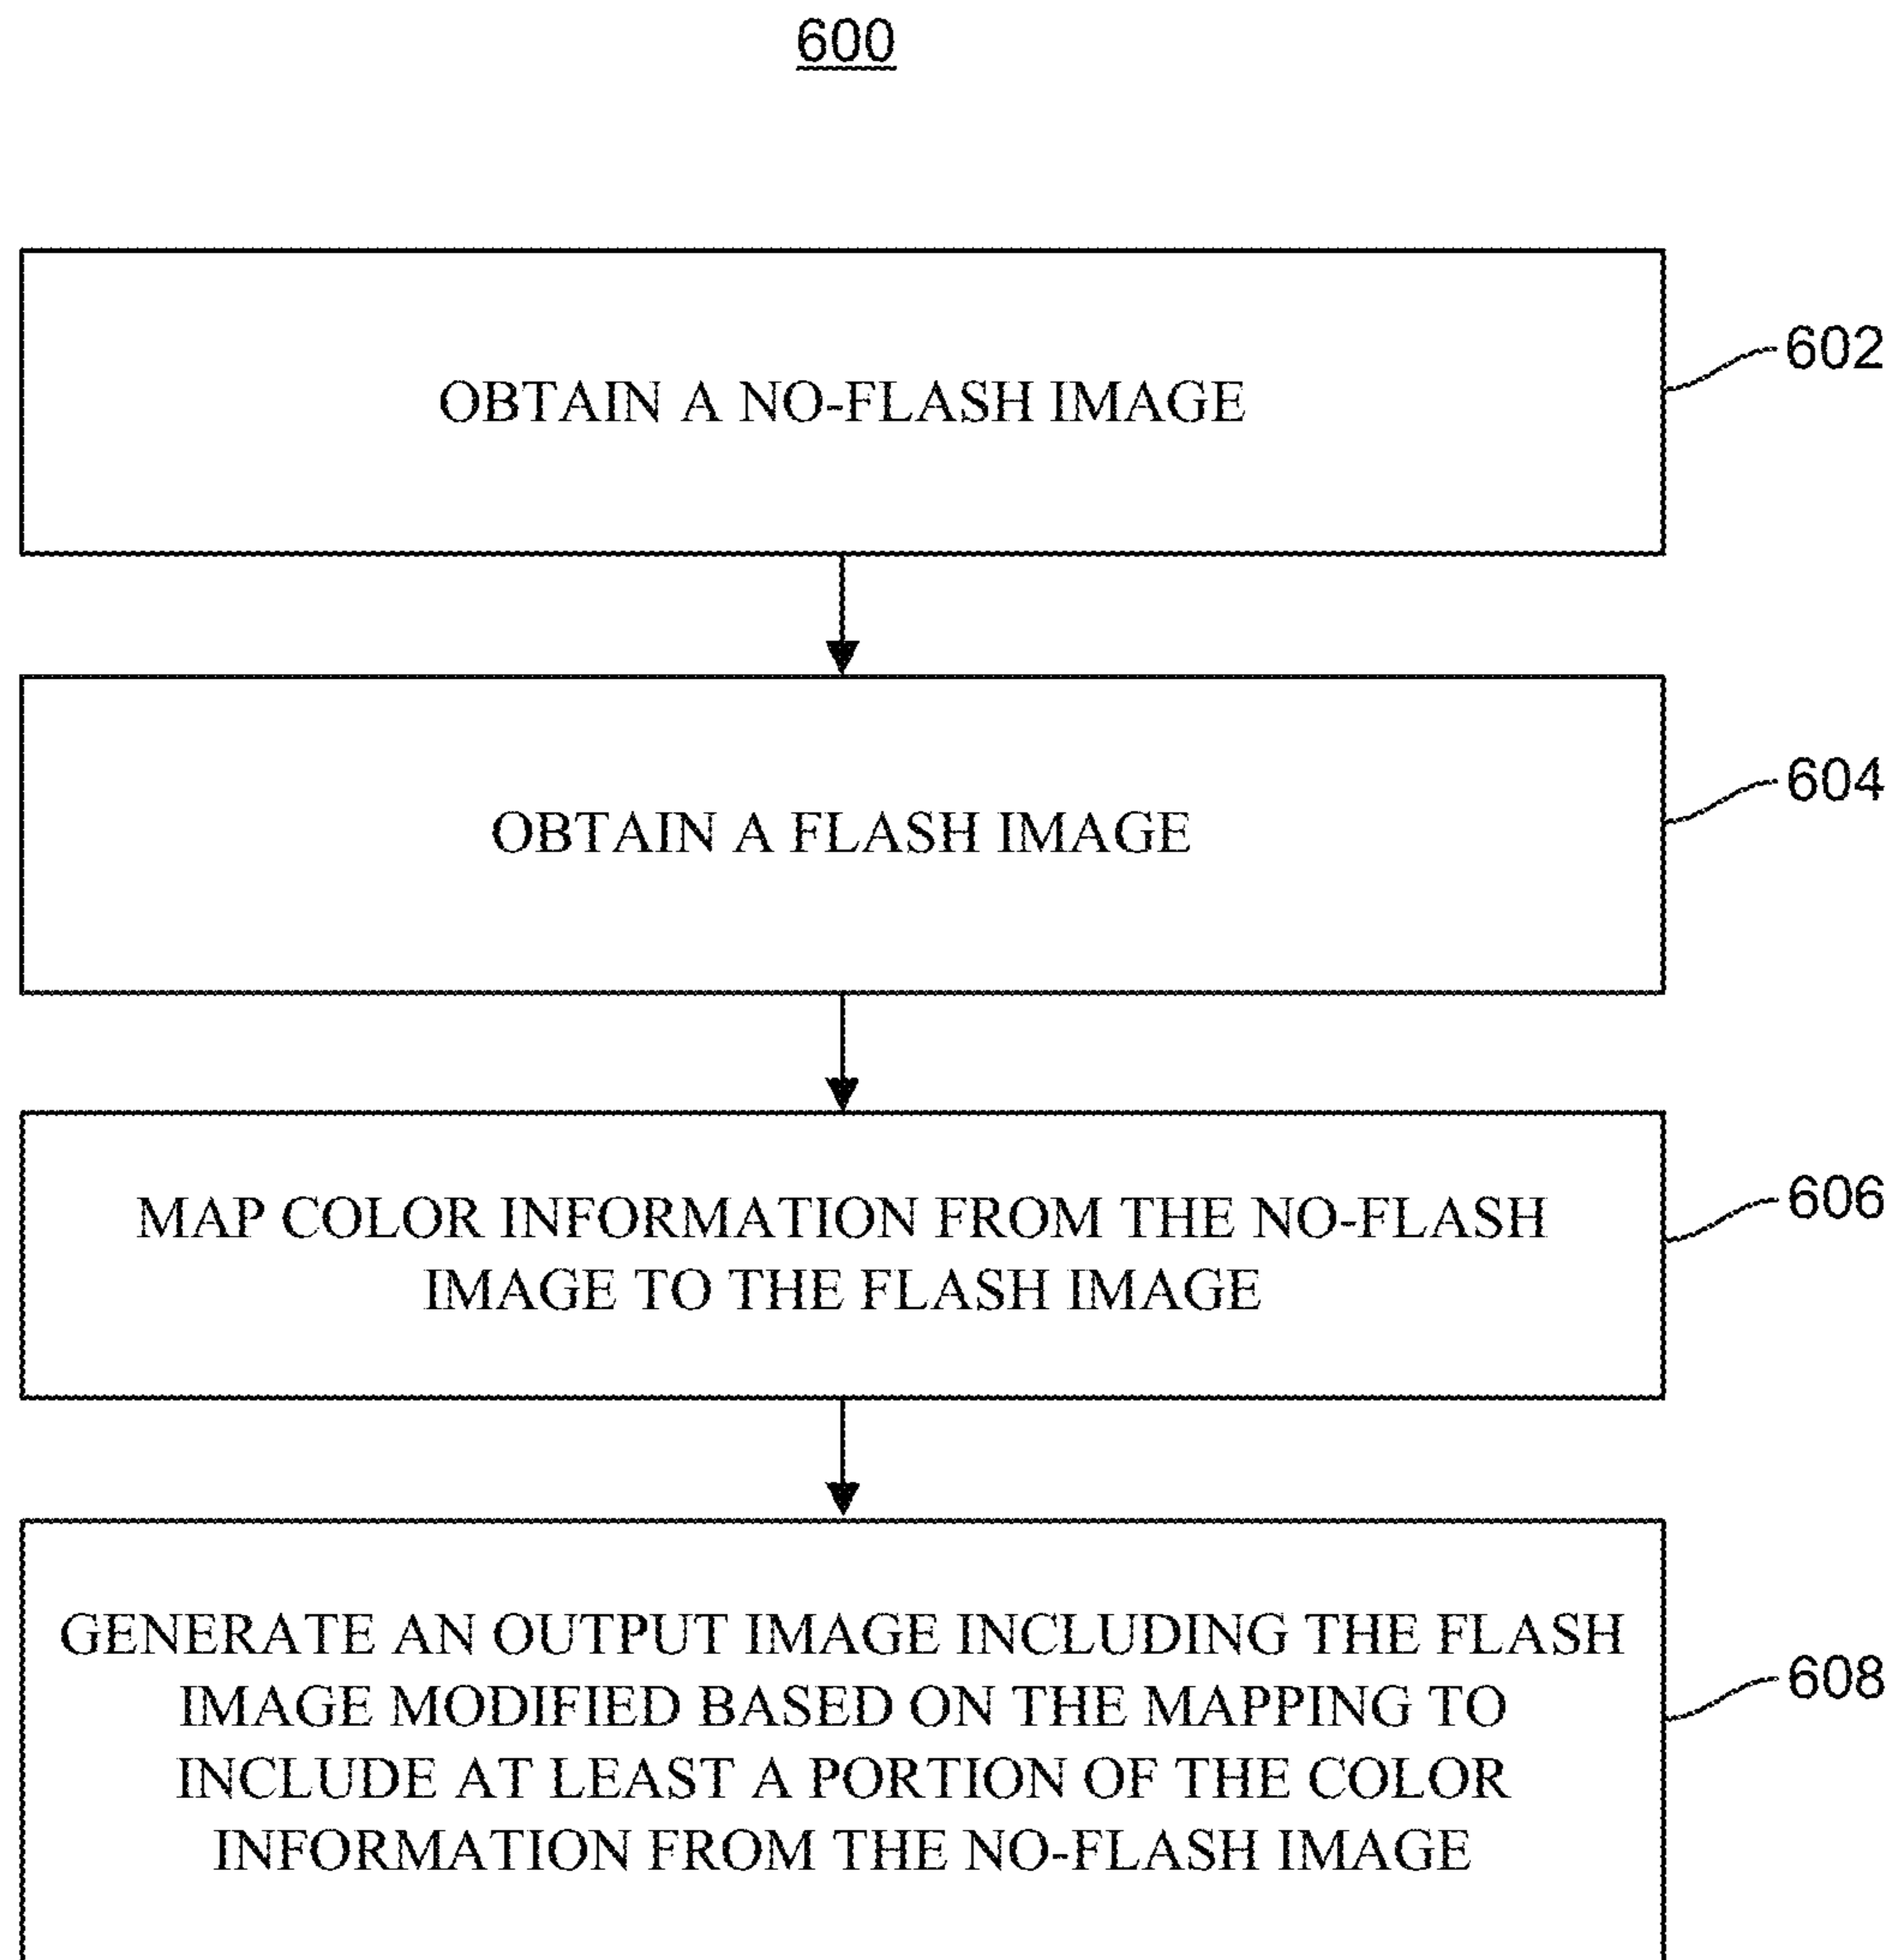 600
OBTAIN A NO-FLASH IMAGE
602
OBTAIN A FLASH IMAGE
604
MAP COLOR INFORMATION FROM THE NO-FLASH
IMAGE TO THE FLASH IMAGE
606
GENERATE AN OUTPUT IMAGE INCLUDING THE FLASH
IMAGE MODIFIED BASED ON THE MAPPING TO
INCLUDE AT LEAST A PORTION OF THE COLOR
INFORMATION FROM THE NO-FLASH IMAGE
608